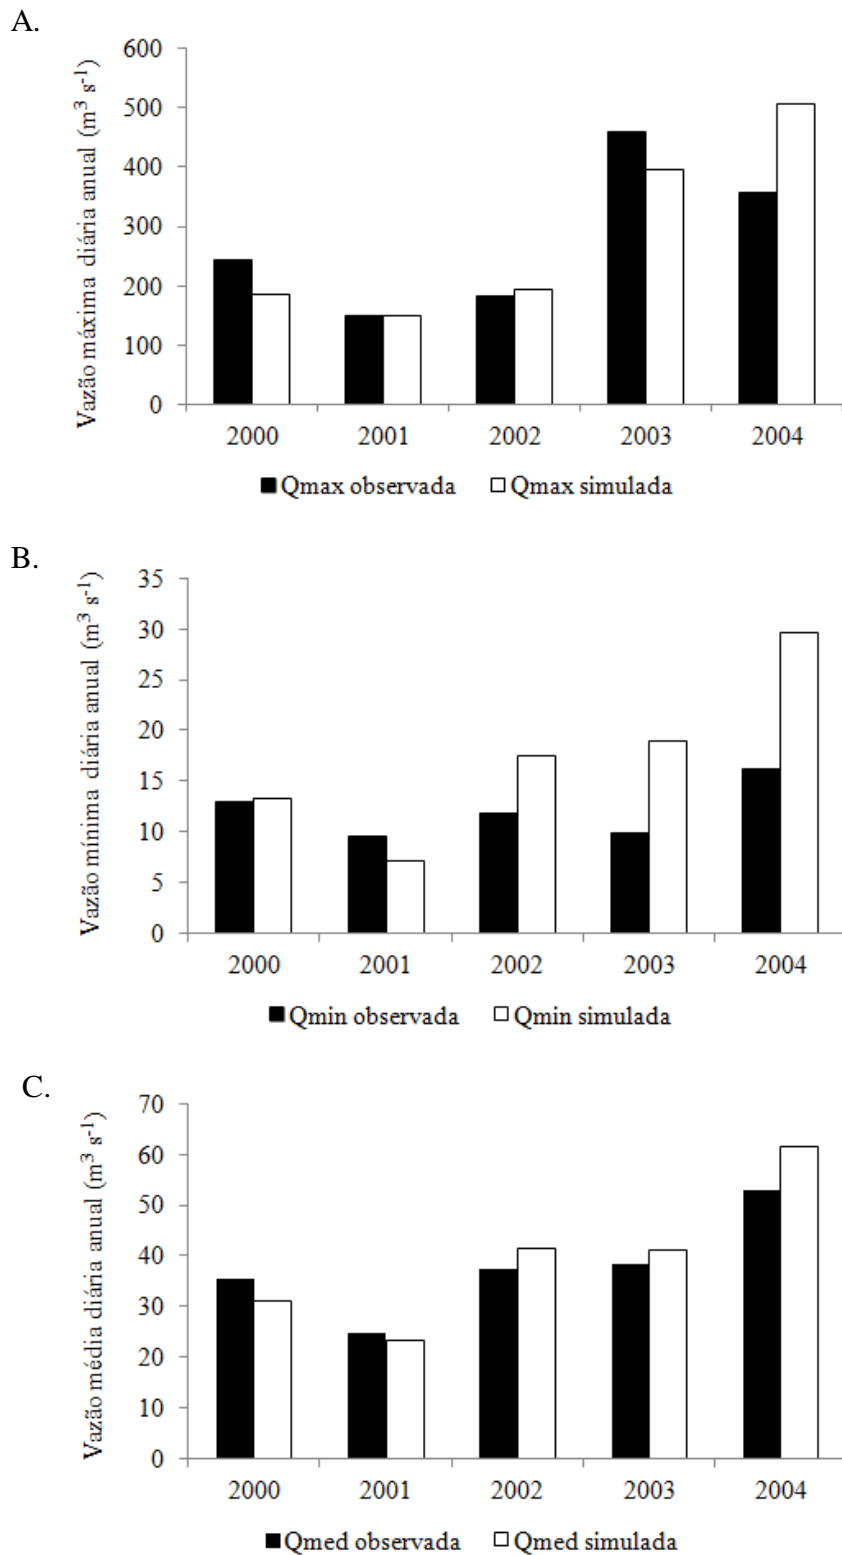 A.
Vazão máxima diária anual (m³ s⁻¹)
600
500
400
300
200
100
0
2000 2001 2002 2003 2004
Qmax observada Qmax simulada
B.
Vazão mínima diária anual (m³ s⁻¹)
35
30
25
20
15
10
5
0
2000 2001 2002 2003 2004
Qmin observada Qmin simulada
C.
Vazão média diária anual (m³ s⁻¹)
70
60
50
40
30
20
10
0
2000 2001 2002 2003 2004
Qmed observada Qmed simulada